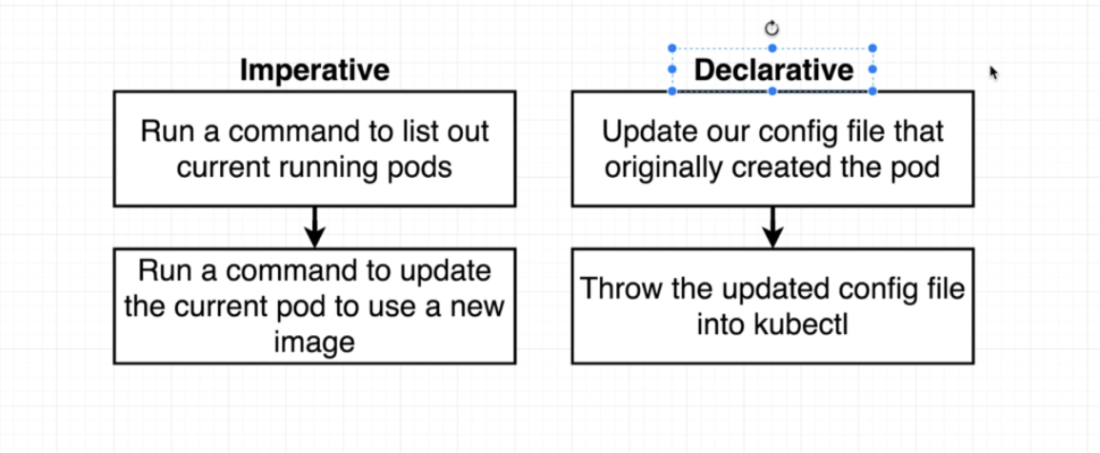 Imperative
Run a command to list out
current running pods
Run a command to update
the current pod to use a new
image
Declarative
Update our config file that
originally created the pod
Throw the updated config file
into kubectl